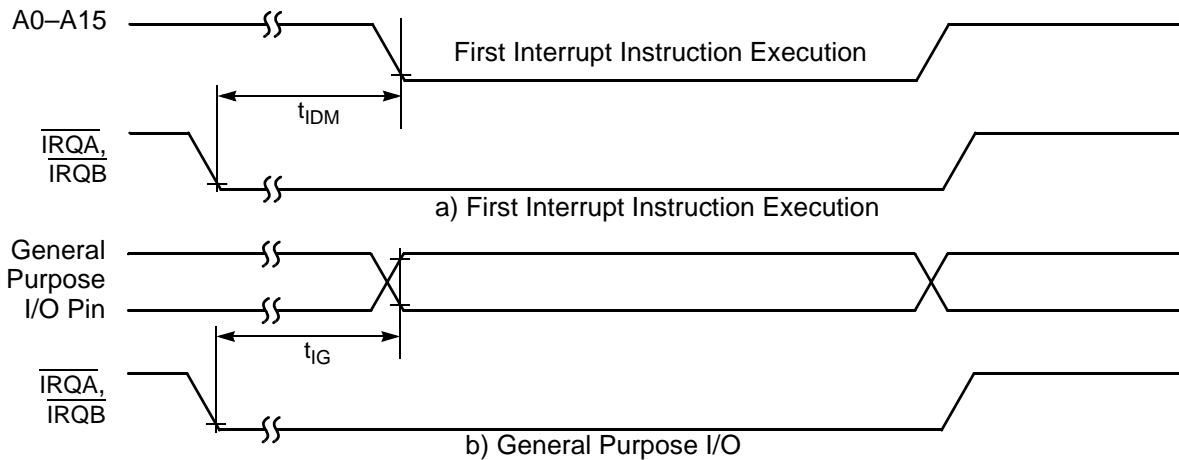 A0–A15
First Interrupt Instruction Execution
tIDM
IRQA,
IRQB
a) First Interrupt Instruction Execution
General
Purpose
I/O Pin
tIG
IRQA,
IRQB
b) General Purpose I/O